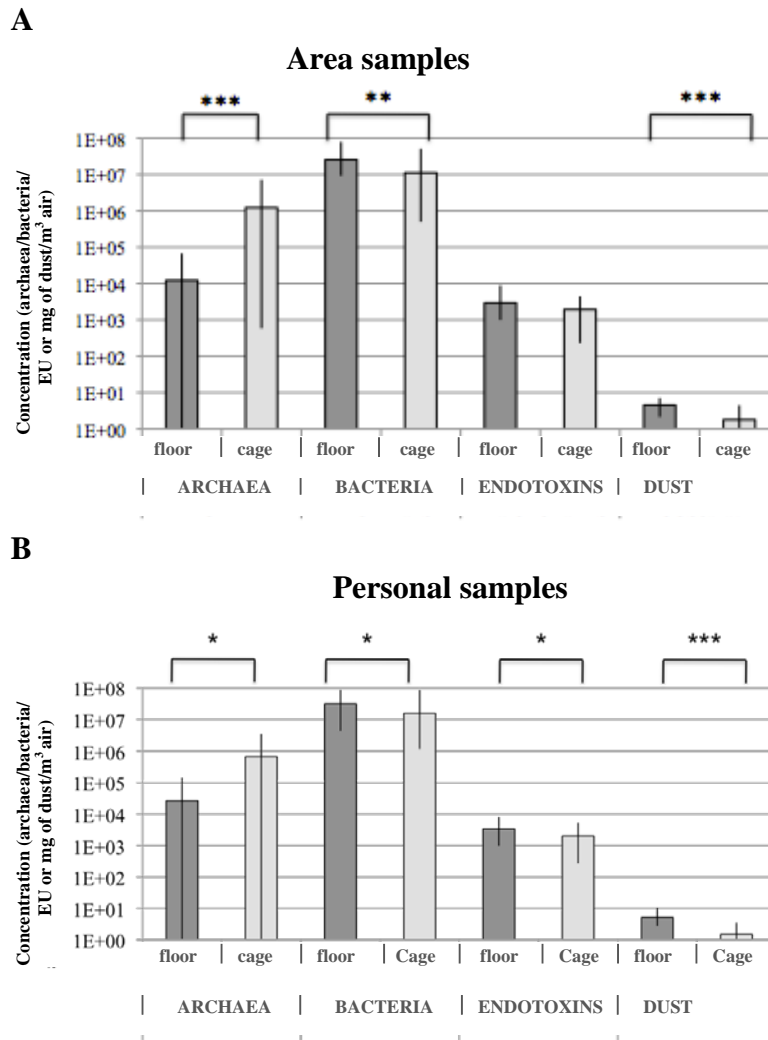 A
Area samples
*** ** ***
Concentration (archaea/bacteria/
EU or mg of dust/m³ air)
1E+08
1E+07
1E+06
1E+05
1E+04
1E+03
1E+02
1E+01
1E+00
floor | cage | floor | cage | floor | cage | floor | cage
| ARCHAEA | BACTERIA | ENDOTOXINS | DUST
B
Personal samples
* * * ***
Concentration (archaea/bacteria/
EU or mg of dust/m³ air)
1E+08
1E+07
1E+06
1E+05
1E+04
1E+03
1E+02
1E+01
1E+00
floor | cage | floor | Cage | floor | Cage | floor | Cage
| ARCHAEA | BACTERIA | ENDOTOXINS | DUST